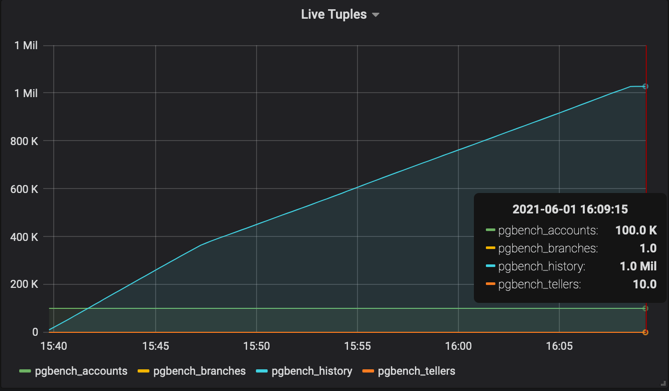 Live Tuples
1 Mil
1 Mil
800 K
600 K
400 K
200 K
0
15:40 15:45 15:50 15:55 16:00 16:05
2021-06-01 16:09:15
pgbench_accounts: 100.0 K
pgbench_branches: 1.0
pgbench_history: 1.0 Mil
pgbench_tellers: 10.0
pgbench_accounts pgbench_branches pgbench_history pgbench_tellers